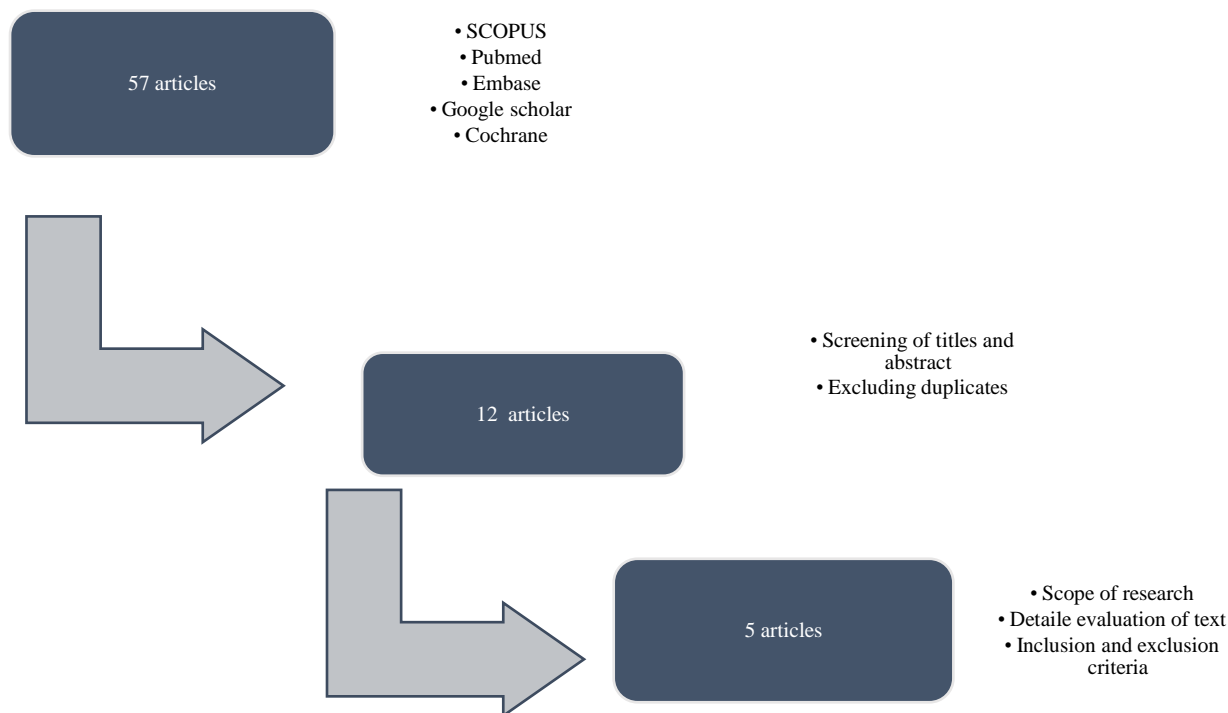 57 articles
• SCOPUS
• Pubmed
• Embase
• Google scholar
• Cochrane
12 articles
• Screening of titles and
abstract
• Excluding duplicates
5 articles
• Scope of research
• Detaile evaluation of text
• Inclusion and exclusion
criteria